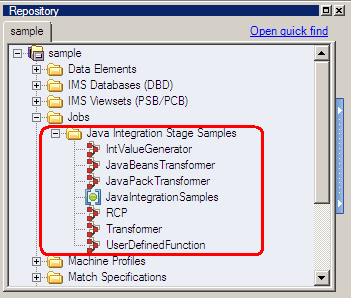 Repository
sample
Open quick find
sample
Data Elements
IMS Databases (DBD)
IMS Viewsets (PSB/PCB)
Jobs
Java Integration Stage Samples
IntValueGenerator
JavaBeansTransformer
JavaPackTransformer
JavaIntegrationSamples
RCP
Transformer
UserDefinedFunction
Machine Profiles
Match Specifications